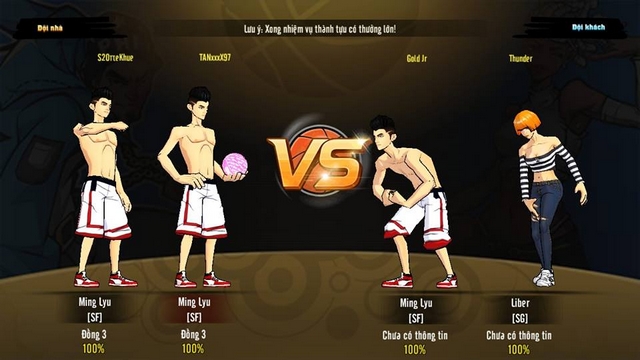 Đội nhà
Lưu ý: Xong nhiệm vụ thành tựu có thưởng lớn!
Đội khách
TANxxxX97
Gold Jr
Thunder
VS
Ming Lyu
[SF]
Đồng 3
100%
Ming Lyu
[SF]
Đồng 3
100%
Ming Lyu
[SF]
Chưa có thông tin
100%
Liber
[SG]
Chưa có thông tin
100%